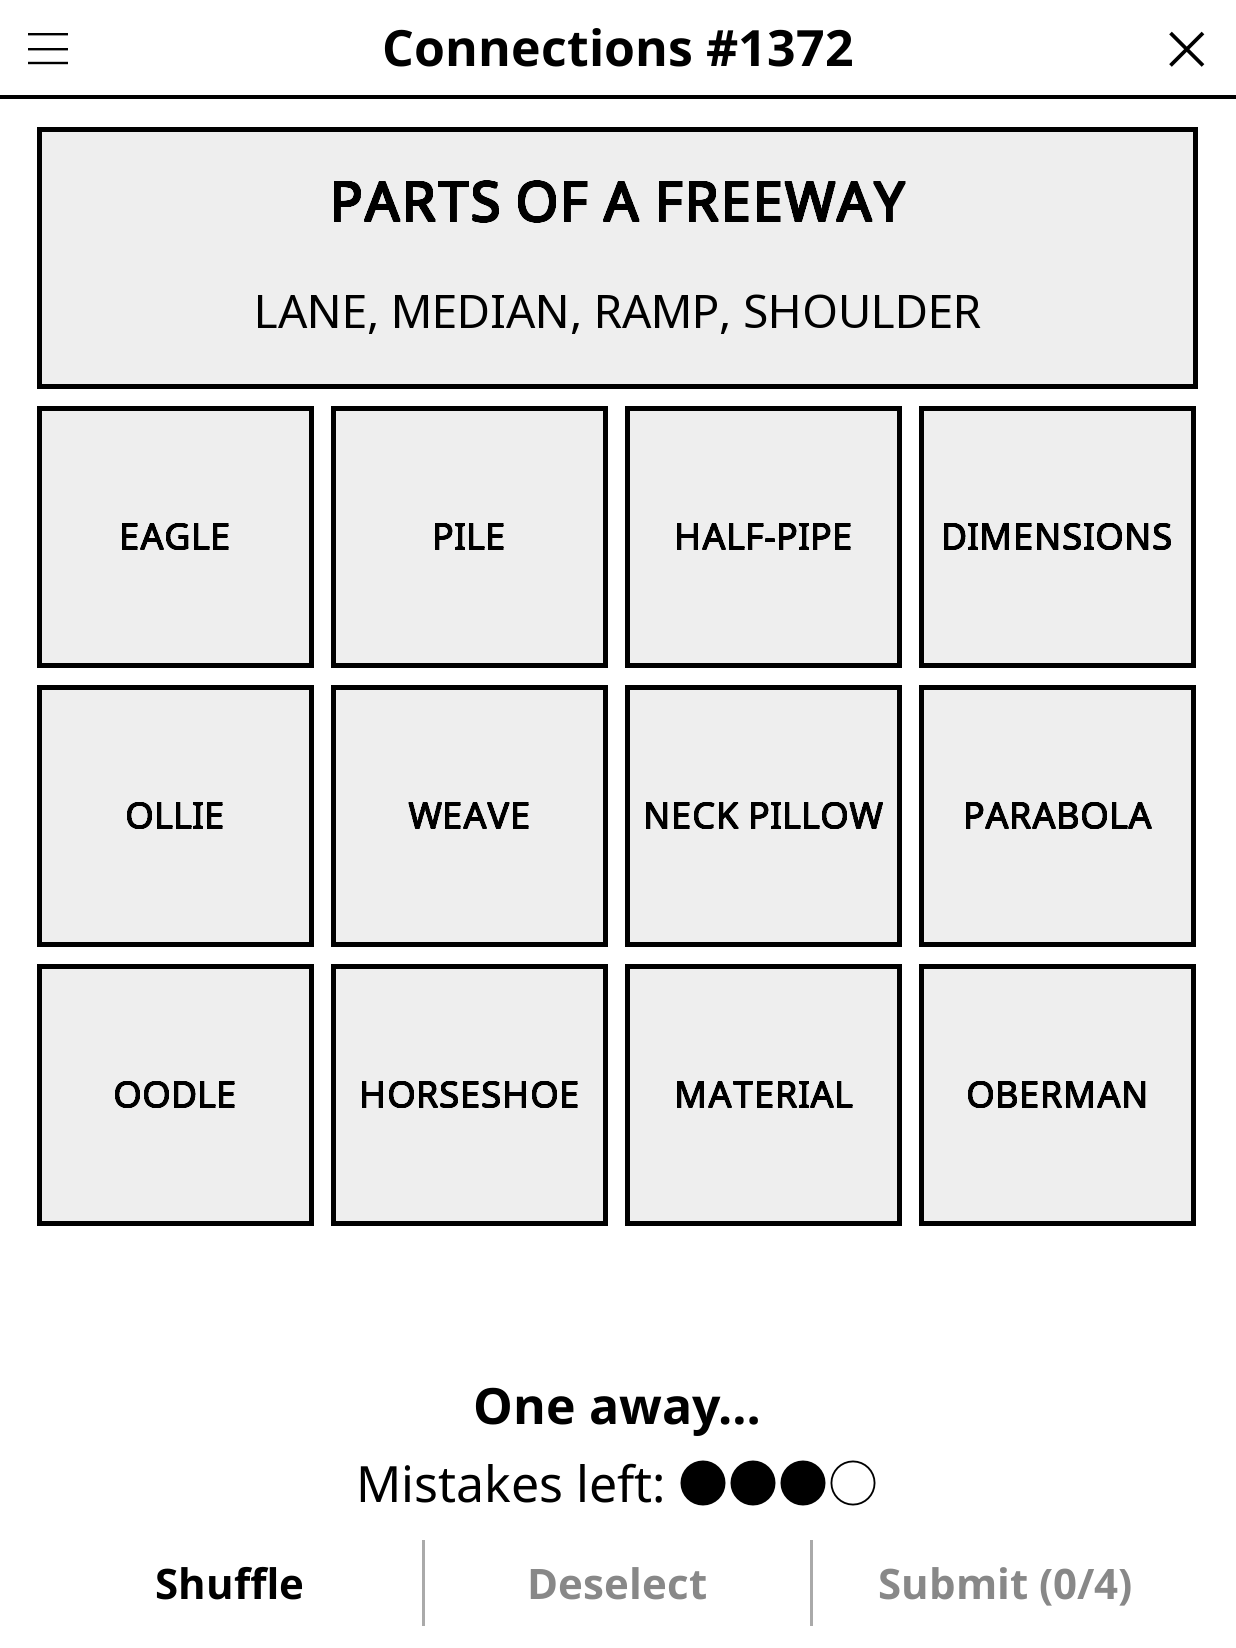 Connections #1372
PARTS OF A FREEWAY
LANE, MEDIAN, RAMP, SHOULDER
EAGLE
PILE
HALF-PIPE
DIMENSIONS
OLLIE
WEAVE
NECK PILLOW
PARABOLA
OODLE
HORSESHOE
MATERIAL
OBERMAN
One away...
Mistakes left:
Shuffle
Deselect
Submit (0/4)